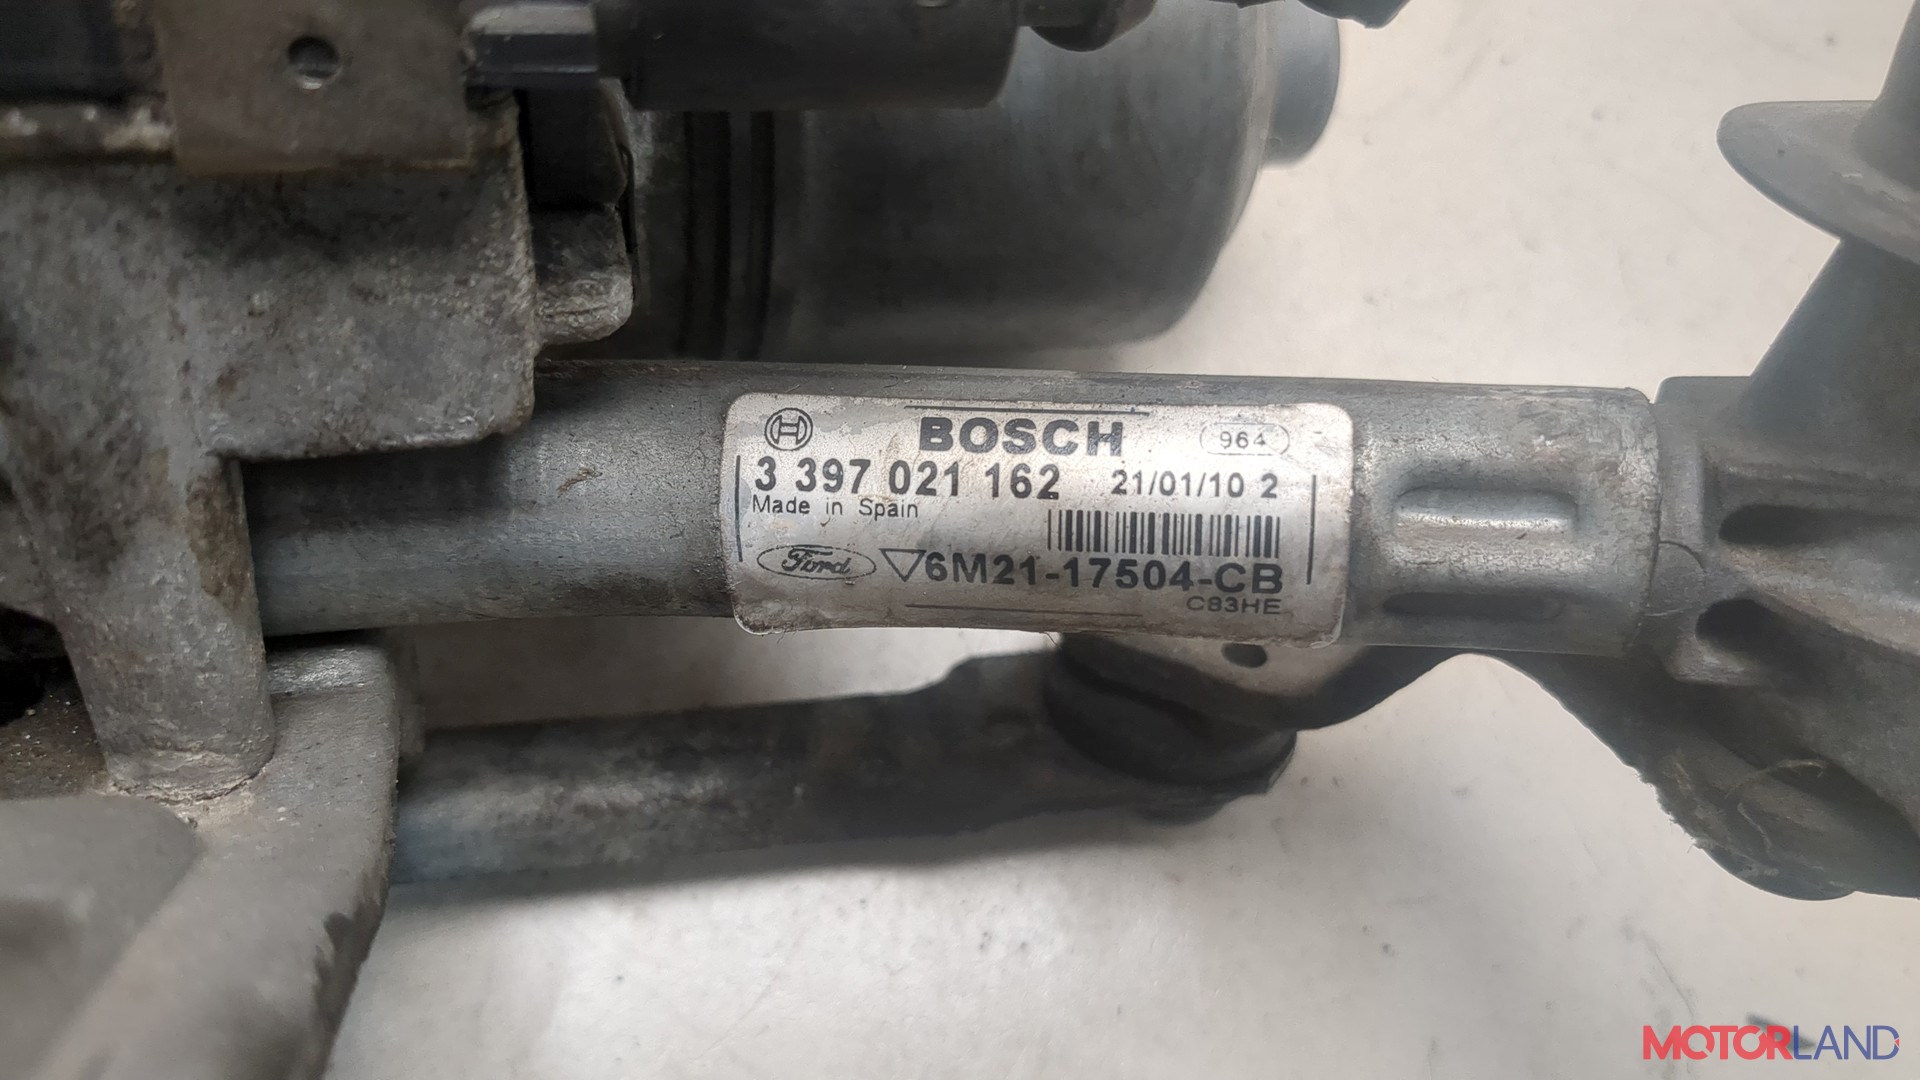 BOSCH 964
3 397 021 162 21/01/10 2
Made in Spain
Ford 6M21-17504-CB
C83HE
MOTORLAND